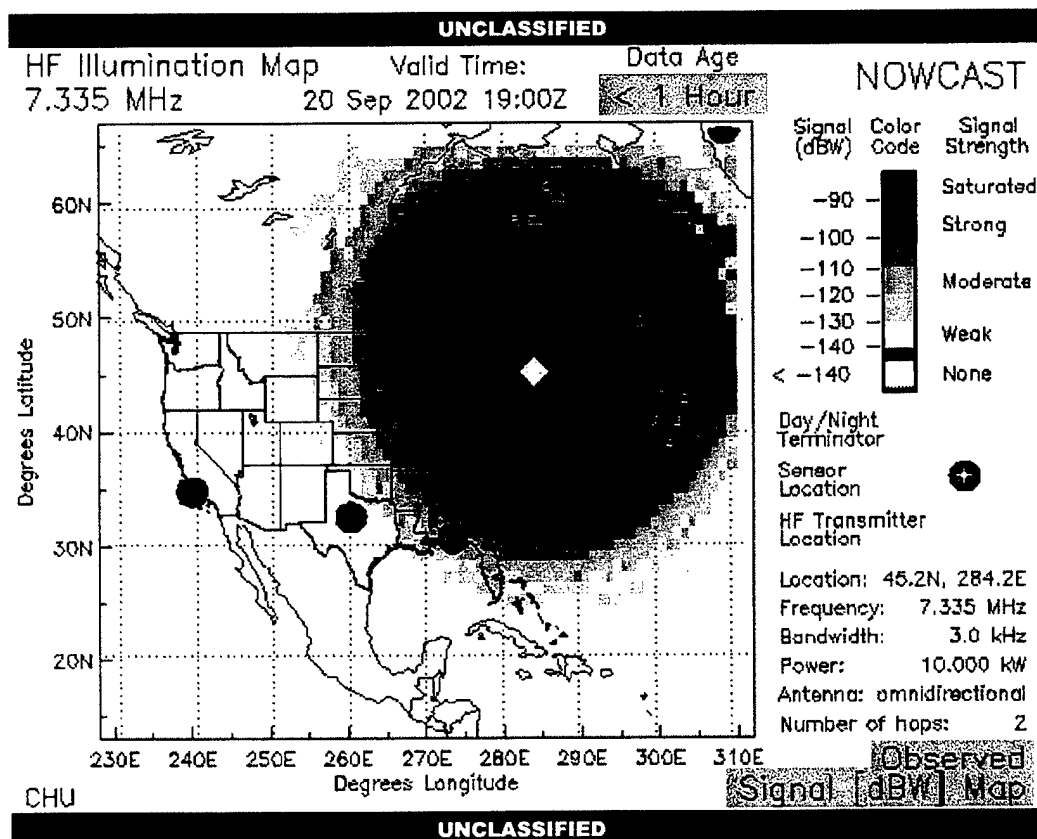 UNCLASSIFIED
HF Illumination Map
7.335 MHz
Valid Time:
20 Sep 2002 19:00Z
Data Age
< 1 Hour
NOWCAST
Signal (dBW)
Color Code
Signal Strength
-90
-100
-110
-120
-130
-140
< -140
Saturated
Strong
Moderate
Weak
None
Day/Night
Terminator
Sensor
Location
HF Transmitter
Location
Location: 45.2N, 284.2E
Frequency: 7.335 MHz
Bandwidth: 3.0 kHz
Power: 10.000 kW
Antenna: omnidirectional
Number of hops: 2
Observed
Signal [dBW] Map
Degrees Latitude
60N
50N
40N
30N
20N
230E 240E 250E 260E 270E 280E 290E 300E 310E
Degrees Longitude
CHU
UNCLASSIFIED